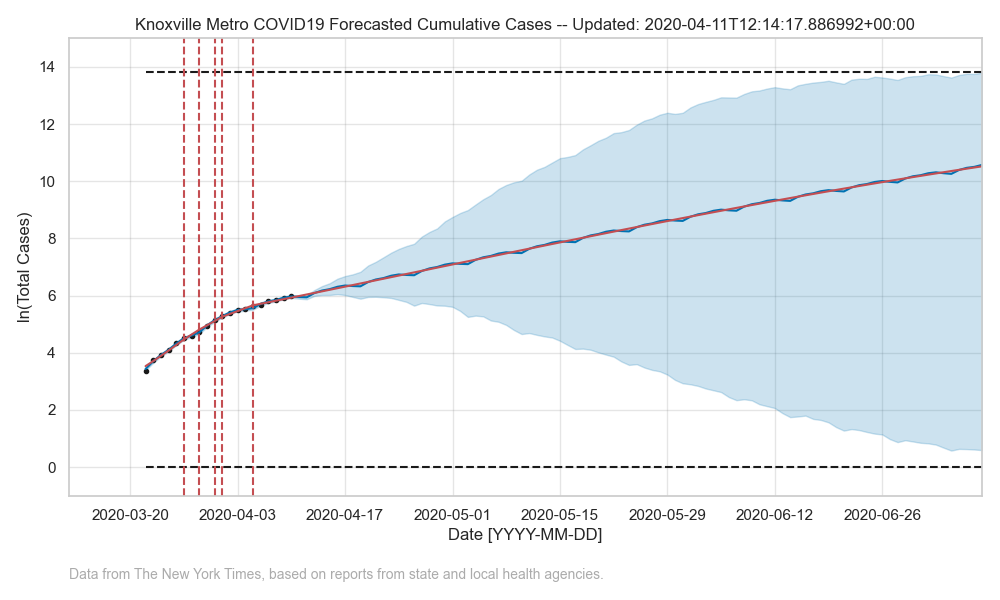 Knoxville Metro COVID19 Forecasted Cumulative Cases -- Updated: 2020-04-11T12:14:17.886992+00:00
ln(Total Cases)
14
12
10
8
6
4
2
0
2020-03-20 2020-04-03 2020-04-17 2020-05-01 2020-05-15 2020-05-29 2020-06-12 2020-06-26
Date [YYYY-MM-DD]
Data from The New York Times, based on reports from state and local health agencies.